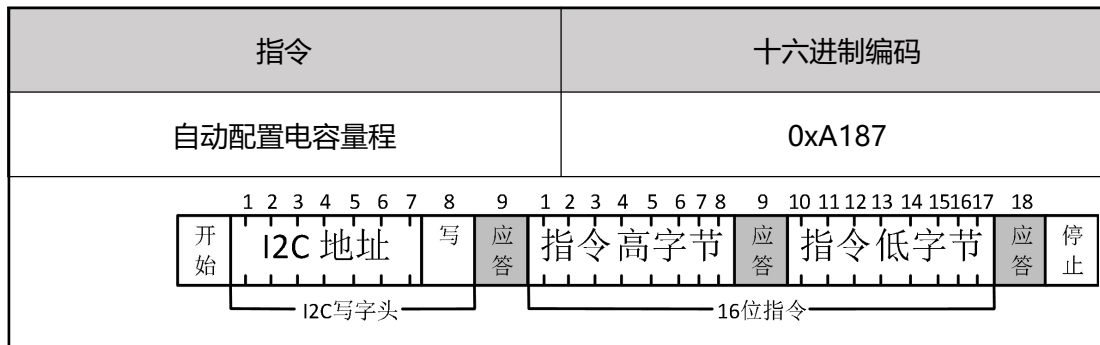 指令 十六进制编码
自动配置电容量程 0xA187
1 2 3 4 5 6 7 8 9 1 2 3 4 5 6 7 8 9 10 11 12 13 14 15 16 17 18
开始 I2C 地址 写 应答 指令高字节 应答 指令低字节 应答 停止
I2C写字头 16位指令